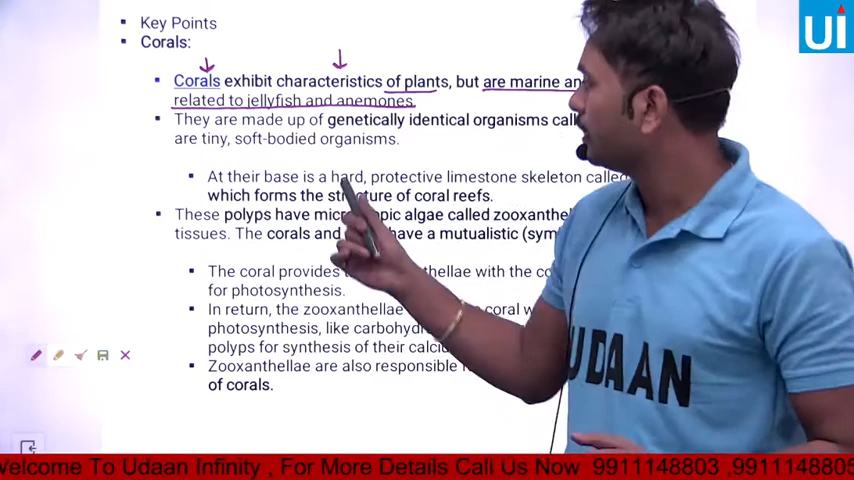 Key Points
Corals:
Corals exhibit characteristics of plants, but are marine an
related to jellyfish and anemones.
They are made up of genetically identical organisms call
are tiny, soft-bodied organisms.
At their base is a hard, protective limestone skeleton called
which forms the structure of coral reefs.
These polyps have mic opic algae called zooxanthel
tissues. The corals and have a mutualistic (sym
The coral provides thellae with the co
for photosynthesis.
In return, the zooxanthellae coral w
photosynthesis, like carbohydr
polyps for synthesis of their calci
Zooxanthellae are also responsible
of corals.
UI
UDAAN
Welcome To Udaan Infinity , For More Details Call Us Now 9911148803 ,9911148805